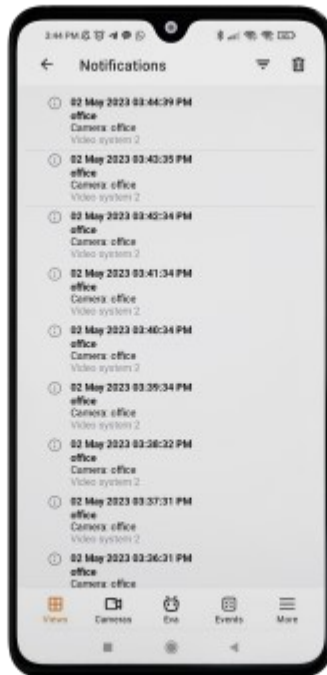 3:44 PM
Notifications
02 May 2023 03:44:39 PM
office
Camera: office
Video system 2
02 May 2023 03:43:35 PM
office
Camera: office
Video system 2
02 May 2023 03:42:34 PM
office
Camera: office
Video system 2
02 May 2023 03:41:34 PM
office
Camera: office
Video system 2
02 May 2023 03:40:34 PM
office
Camera: office
Video system 2
02 May 2023 03:39:34 PM
office
Camera: office
Video system 2
02 May 2023 03:38:32 PM
office
Camera: office
Video system 2
02 May 2023 03:37:31 PM
office
Camera: office
Video system 2
02 May 2023 03:36:31 PM
office
Camera: office
Views Cameras Eva Events More